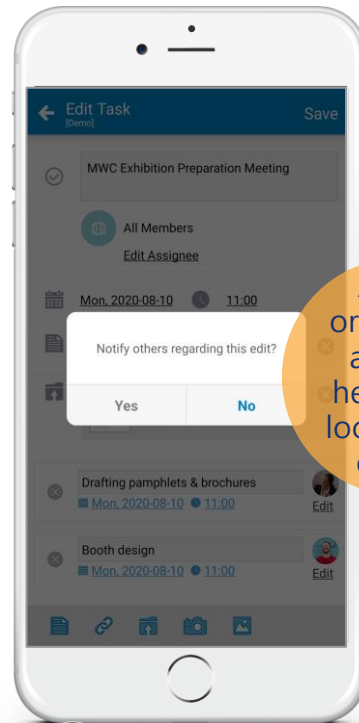 Edit Task
Save
[Demo]
MWC Exhibition Preparation Meeting
All Members
Edit Assignee
Mon, 2020-08-10 11:00
Notify others regarding this edit?
Yes No
Drafting pamphlets & brochures
Mon, 2020-08-10 11:00
Edit
Booth design
Mon, 2020-08-10 11:00
Edit